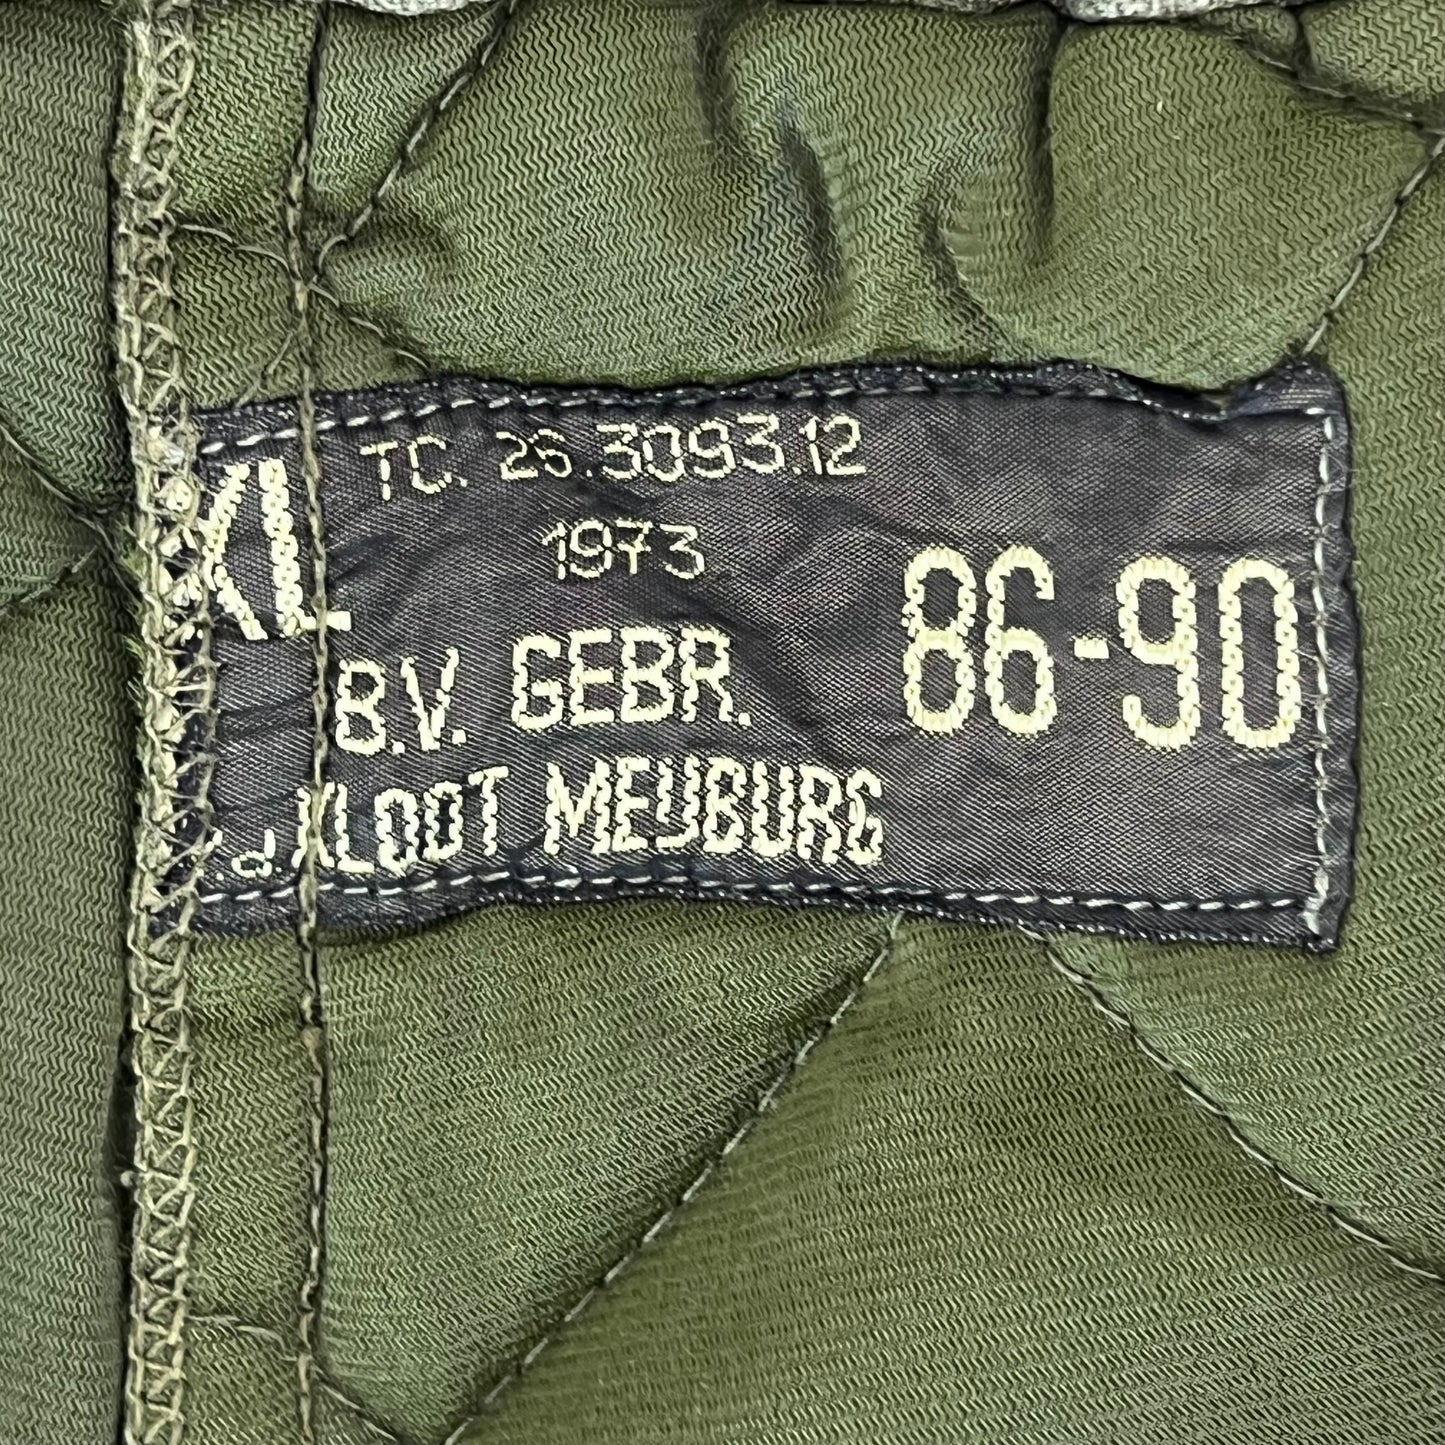 XL TC. 26.3093.12
1973
86-90
B.V. GEBR.
.J. KLOOT MEIJBURG